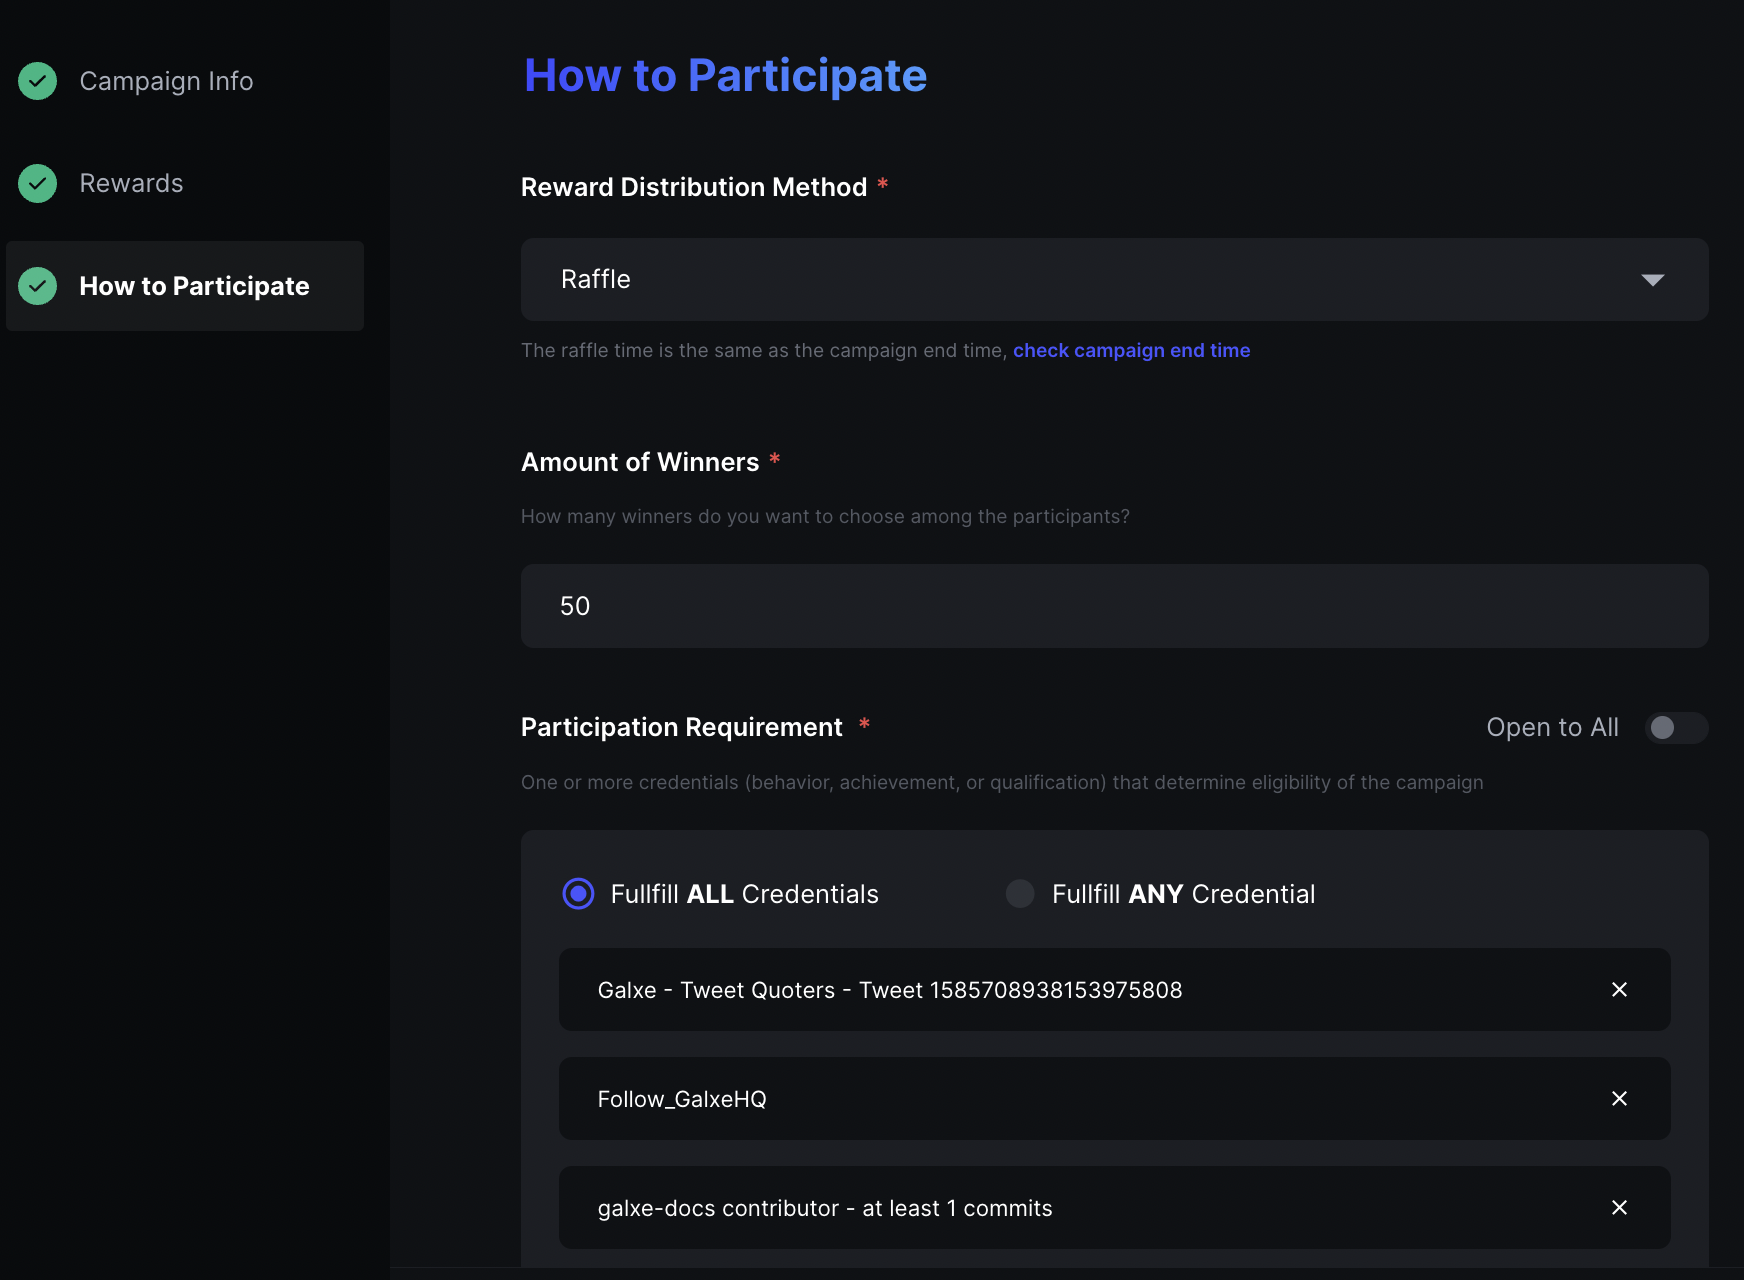 Campaign Info
Rewards
How to Participate
How to Participate
Reward Distribution Method *
Raffle
The raffle time is the same as the campaign end time, check campaign end time
Amount of Winners *
How many winners do you want to choose among the participants?
50
Participation Requirement *
Open to All
One or more credentials (behavior, achievement, or qualification) that determine eligibility of the campaign
Fullfill ALL Credentials
Fullfill ANY Credential
Galxe - Tweet Quoters - Tweet 1585708938153975808
Follow_GalxeHQ
galxe-docs contributor - at least 1 commits